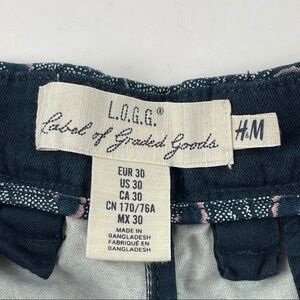 L.O.G.G.®
Label of Graded Goods
H.M
EUR 30
US 30
CA 30
CN 170/76A
MX 30
MADE IN
BANGLADESH
FABRIQUÉ EN
BANGLADESH